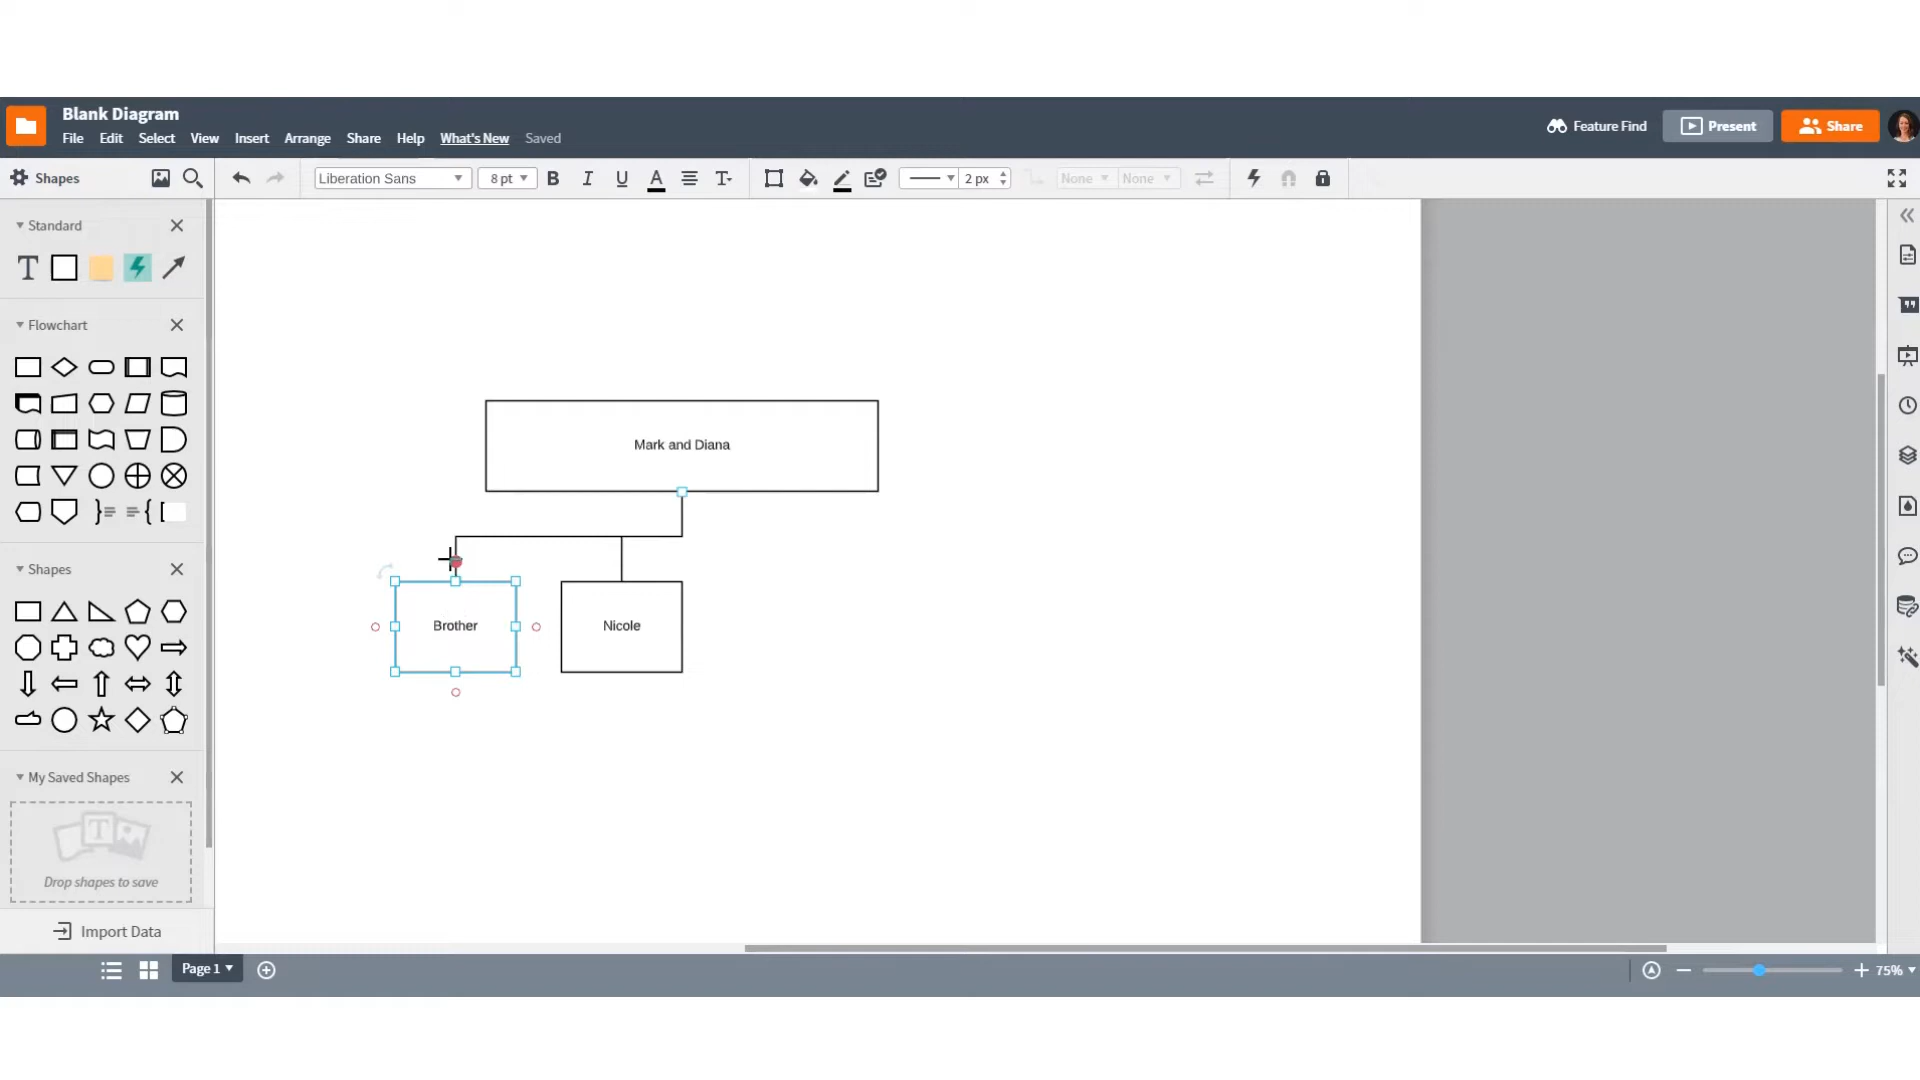 Blank Diagram
File Edit Select View Insert Arrange Share Help What's New Saved
Feature Find Present Share
Shapes
Liberation Sans 8 pt B I U A T 2 px None None
Standard
T
Flowchart
Shapes
My Saved Shapes
T
Drop shapes to save
Import Data
Mark and Diana
Brother Nicole
Page 1
75%